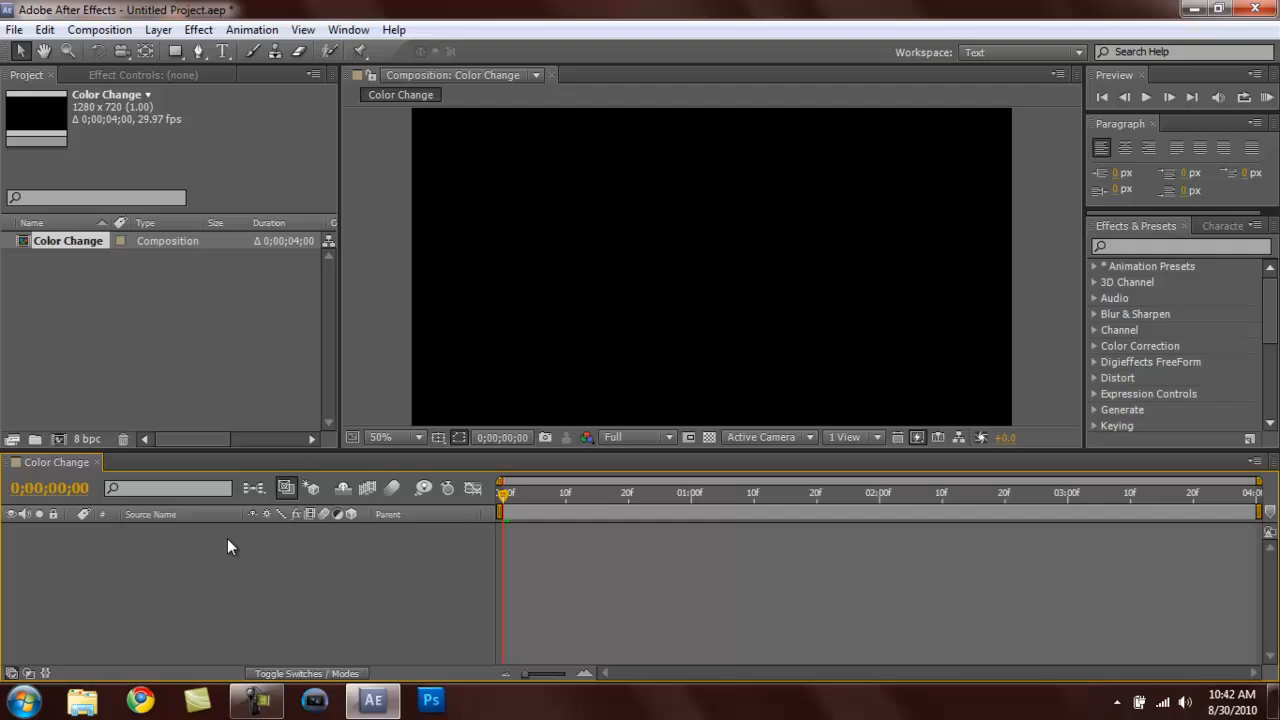 Adobe After Effects - Untitled Project.aep *
File Edit Composition Layer Effect Animation View Window Help
Workspace: Text Search Help
Project Effect Controls: (none)
Color Change
1280 x 720 (1.00)
Δ 0;00;04;00, 29.97 fps
Name Type Size Duration
Color Change Composition Δ 0;00;04;00
8 bpc
Composition: Color Change
Color Change
50% 0;00;00;00 Full Active Camera 1 View +0.0
Preview
Paragraph
0 px 0 px 0 px
0 px 0 px
Effects & Presets Characte
* Animation Presets
3D Channel
Audio
Blur & Sharpen
Channel
Color Correction
Digieffects FreeForm
Distort
Expression Controls
Generate
Keying
Color Change
0;00;00;00
# Source Name Parent
10f 20f 01:00f 10f 20f 02:00f 10f 20f 03:00f 10f 20f 04:0
Toggle Switches / Modes
AE Ps
10:42 AM
8/30/2010